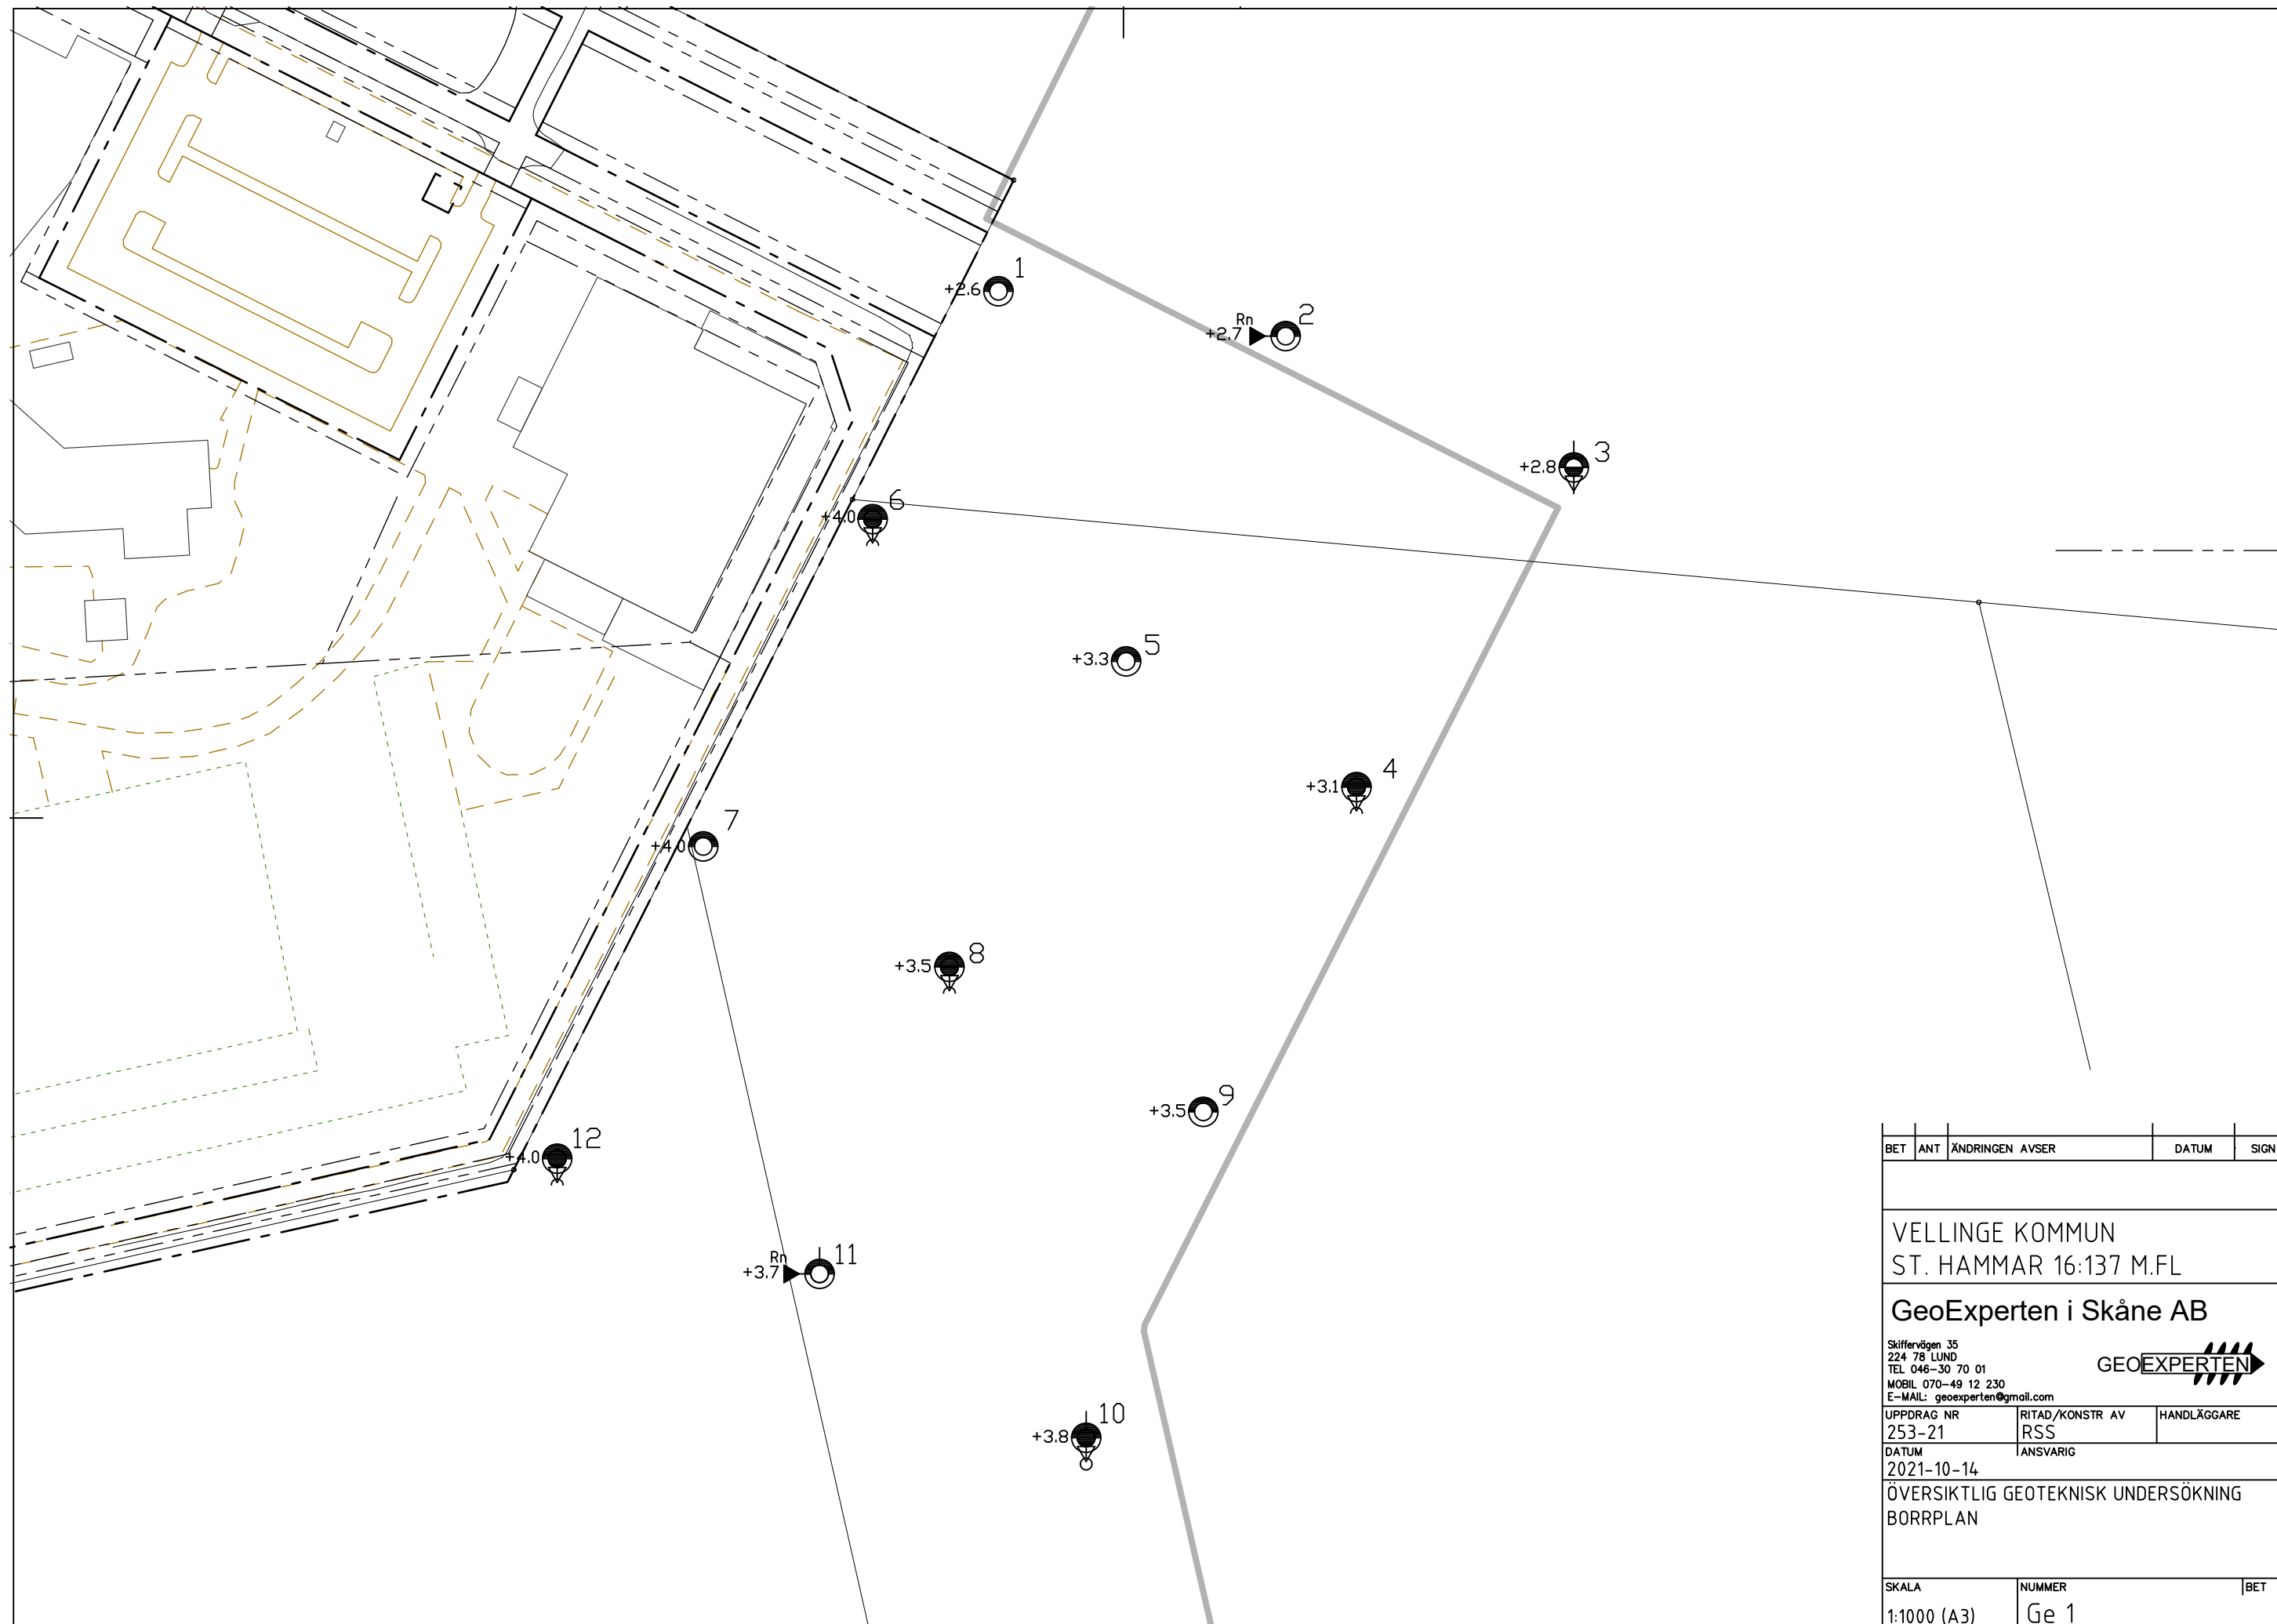 1
+2.6
2
Rn
+2.7
3
+2.8
6
+4.0
5
+3.3
4
+3.1
7
+4.0
8
+3.5
9
+3.5
12
+4.0
11
Rn
+3.7
10
+3.8
BET ANT ÄNDRINGEN AVSER DATUM SIGN
VELLINGE KOMMUN
ST. HAMMAR 16:137 M.FL
GeoExperten i Skåne AB
Skiffervägen 35
224 78 LUND
TEL 046-30 70 01
MOBIL 070-49 12 230
E-MAIL: geoexperten@gmail.com
GEOEXPERTEN
UPPDRAG NR RITAD/KONSTR AV HANDLÄGGARE
253-21 RSS
DATUM ANSVARIG
2021-10-14
ÖVERSIKTLIG GEOTEKNISK UNDERSÖKNING
BORRPLAN
SKALA NUMMER BET
1:1000 (A3) Ge 1